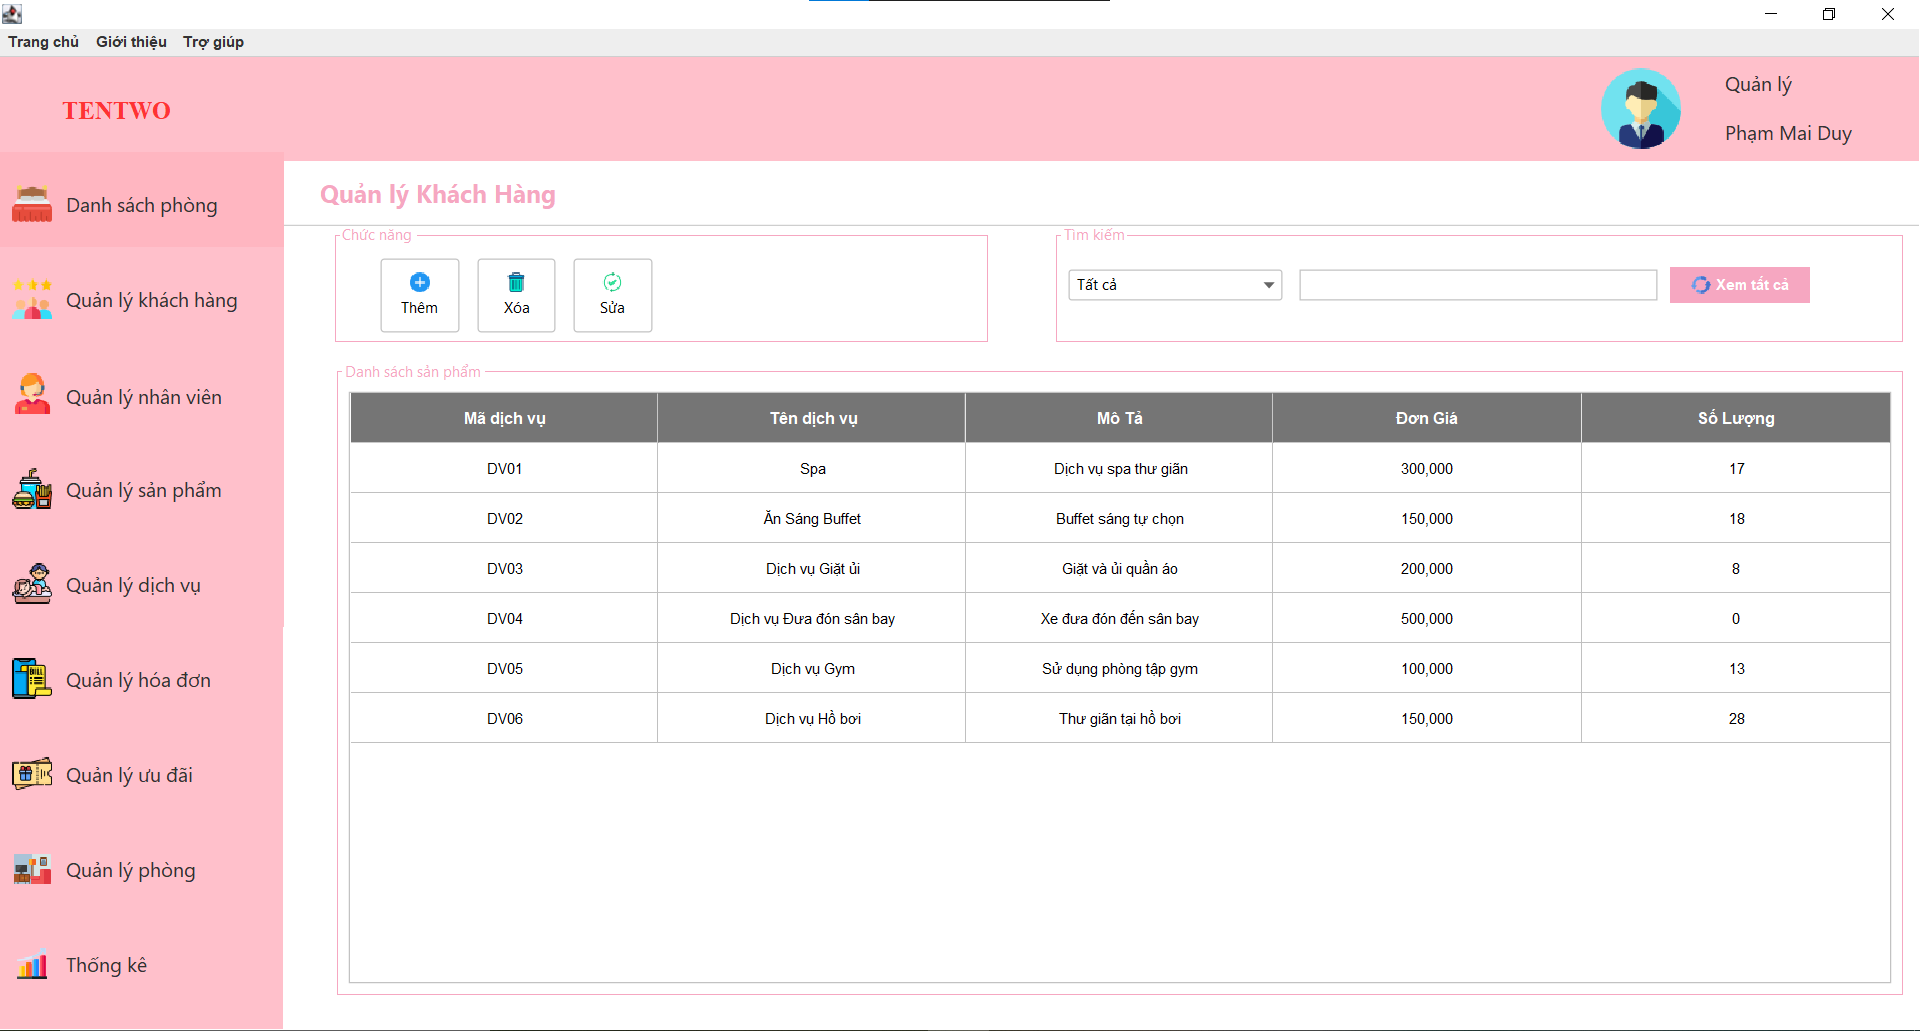 Trang chủ Giới thiệu Trợ giúp
TENTWO
Quản lý
Phạm Mai Duy
Danh sách phòng
Quản lý khách hàng
Quản lý nhân viên
Quản lý sản phẩm
Quản lý dịch vụ
Quản lý hóa đơn
Quản lý ưu đãi
Quản lý phòng
Thống kê
Quản lý Khách Hàng
Chức năng
Thêm Xóa Sửa
Tìm kiếm
Tất cả Xem tất cả
Danh sách sản phẩm
Mã dịch vụ Tên dịch vụ Mô Tả Đơn Giá Số Lượng
DV01 Spa Dịch vụ spa thư giãn 300,000 17
DV02 Ăn Sáng Buffet Buffet sáng tự chọn 150,000 18
DV03 Dịch vụ Giặt ủi Giặt và ủi quần áo 200,000 8
DV04 Dịch vụ Đưa đón sân bay Xe đưa đón đến sân bay 500,000 0
DV05 Dịch vụ Gym Sử dụng phòng tập gym 100,000 13
DV06 Dịch vụ Hồ bơi Thư giãn tại hồ bơi 150,000 28